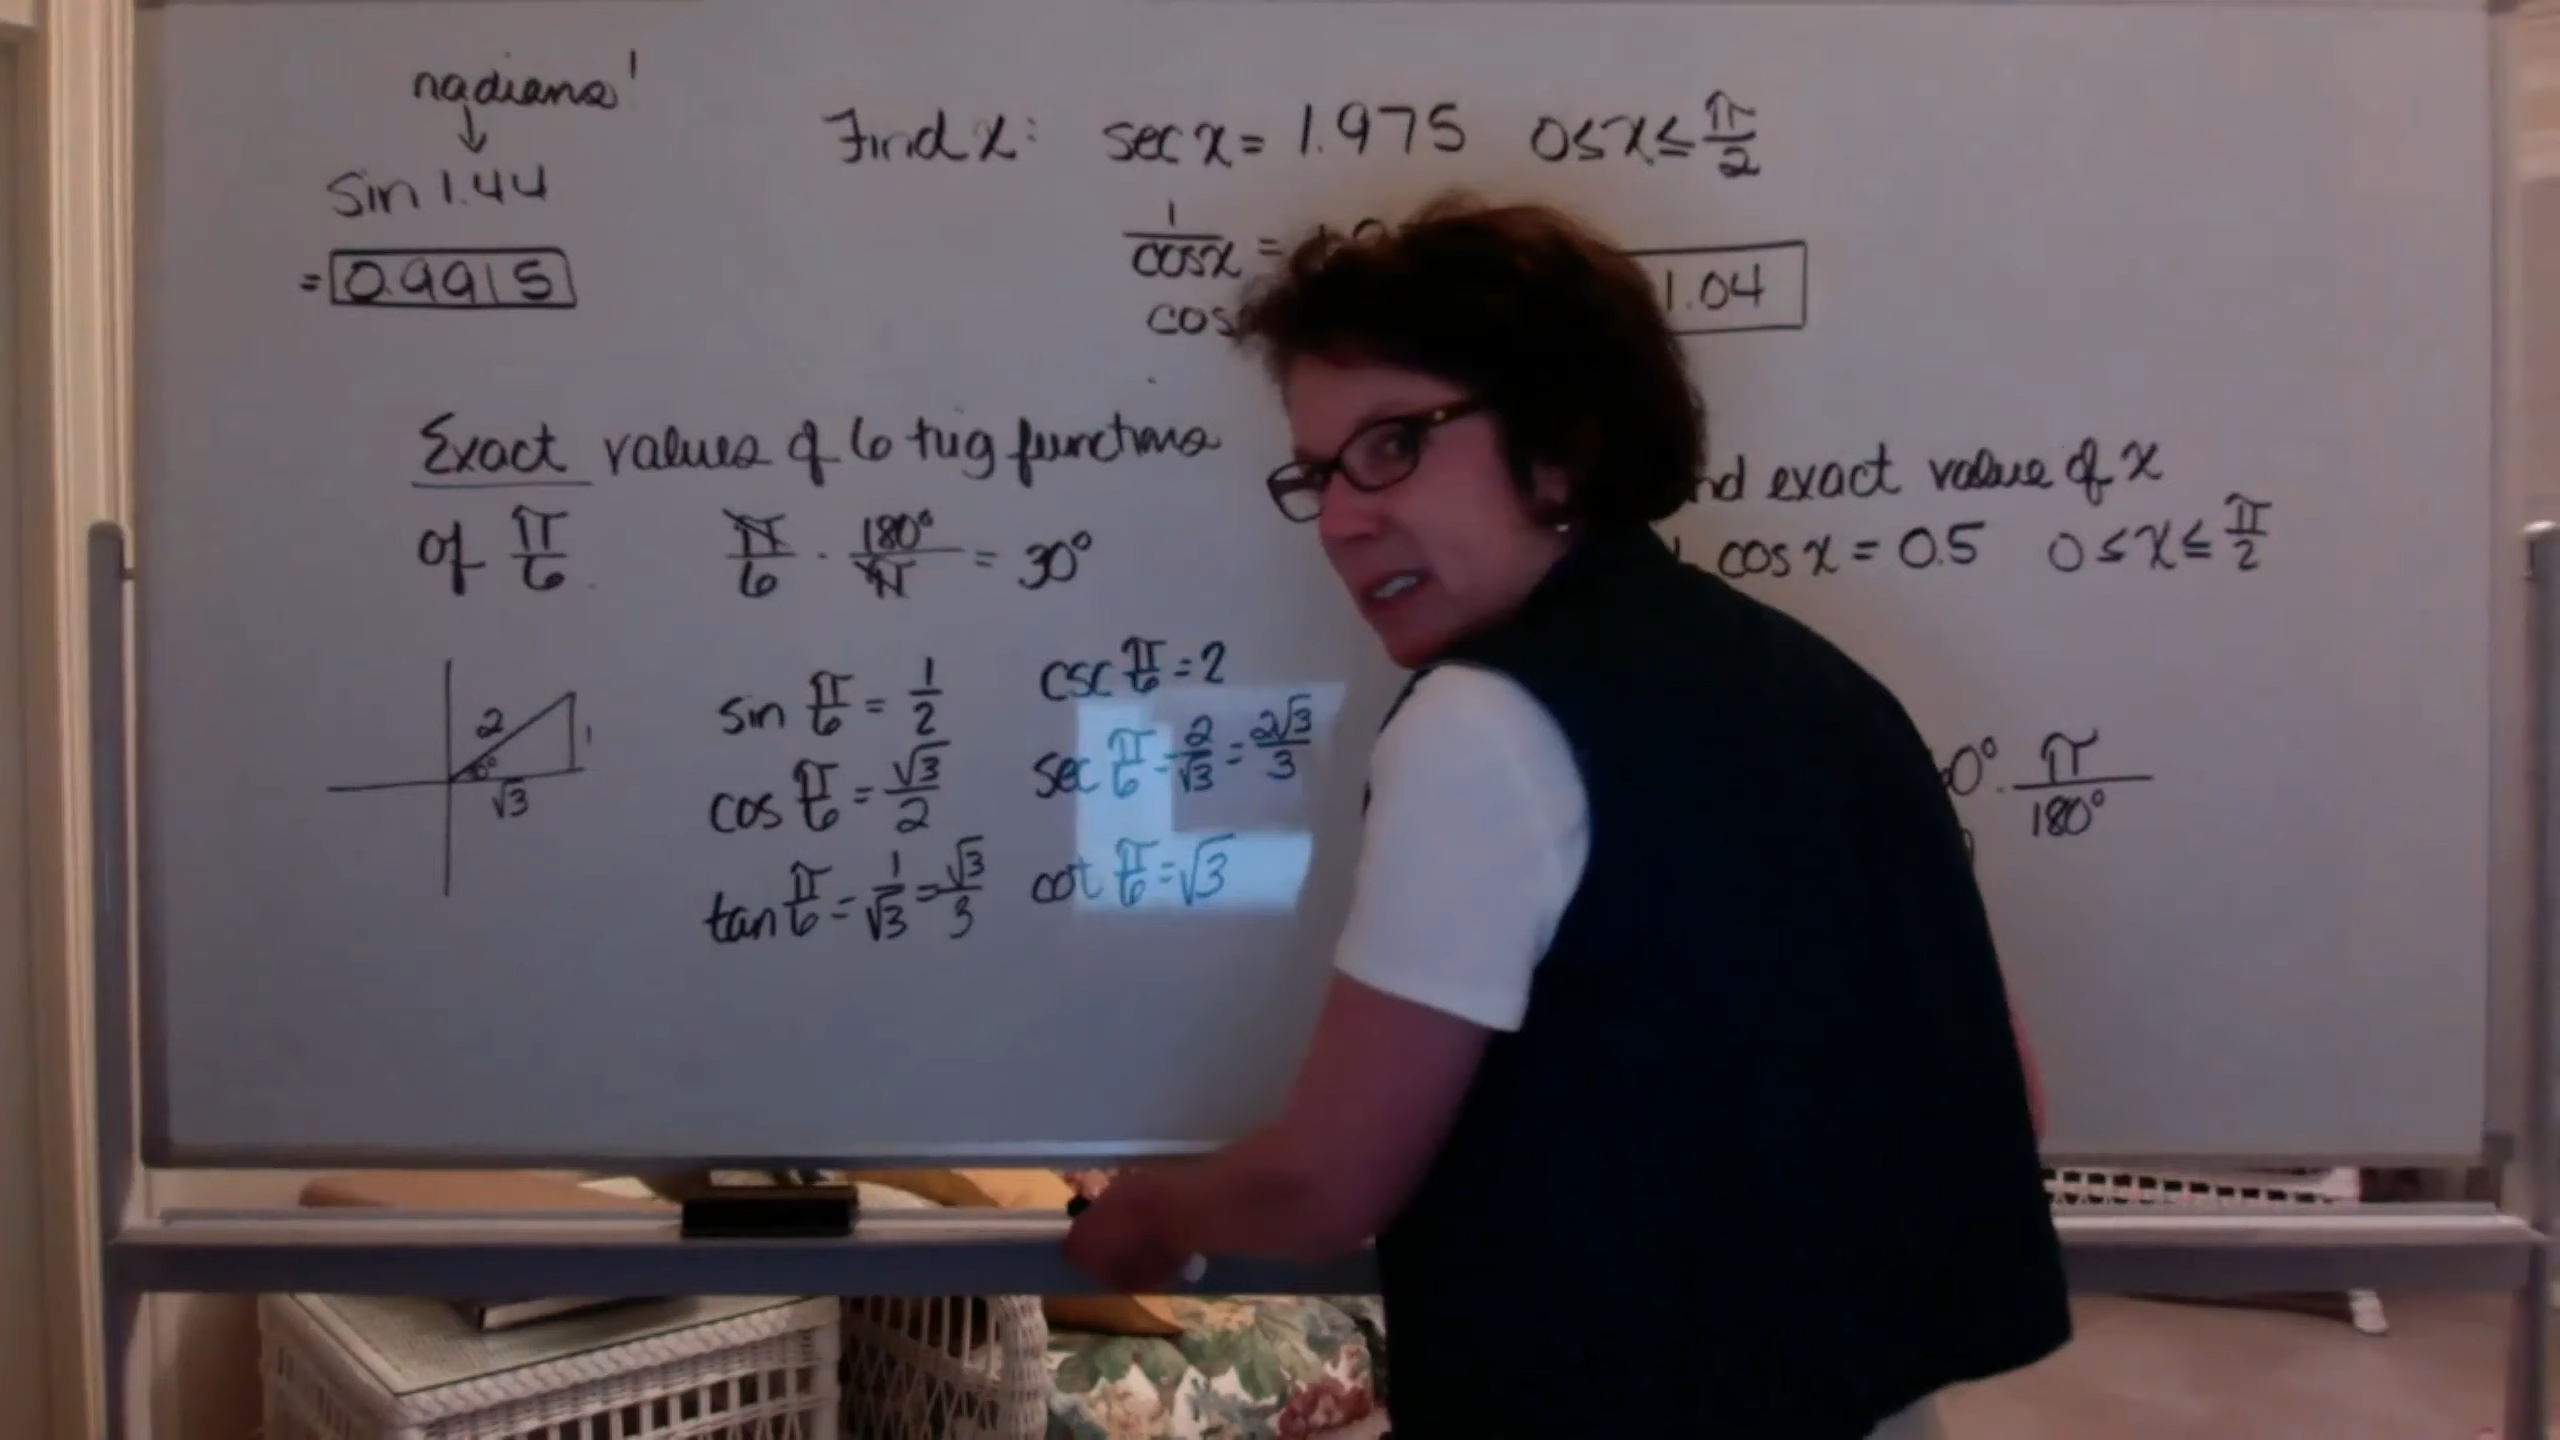 radians!
↓
sin 1.44
= 0.9915
Find x: sec x = 1.975 0 ≤ x ≤ π/2
1/cos x =
cos
1.04
Exact values of 6 trig functions
of π/6 π/6 · 180°/π = 30°
2
1
30°
√3
sin π/6 = 1/2
cos π/6 = √3/2
tan π/6 = 1/√3 = √3/3
csc π/6 = 2
sec π/6 = 2/√3 = 2√3/3
cot π/6 = √3
exact value of x
cos x = 0.5 0 ≤ x ≤ π/2
0° · π/180°